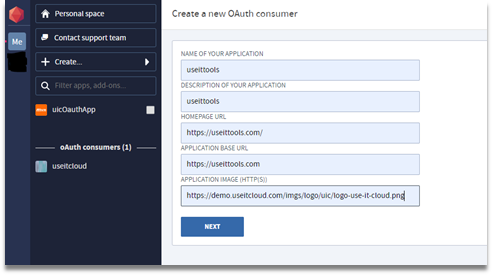 Me
Personal space
Contact support team
Create...
Filter apps, add-ons...
uicOauthApp
oAuth consumers (1)
useitcloud
Create a new OAuth consumer
NAME OF YOUR APPLICATION
useittools
DESCRIPTION OF YOUR APPLICATION
useittools
HOMEPAGE URL
https://useittools.com/
APPLICATION BASE URL
https://useittools.com
APPLICATION IMAGE (HTTP(S))
https://demo.useitcloud.com/imgs/logo/uic/logo-use-it-cloud.png
NEXT